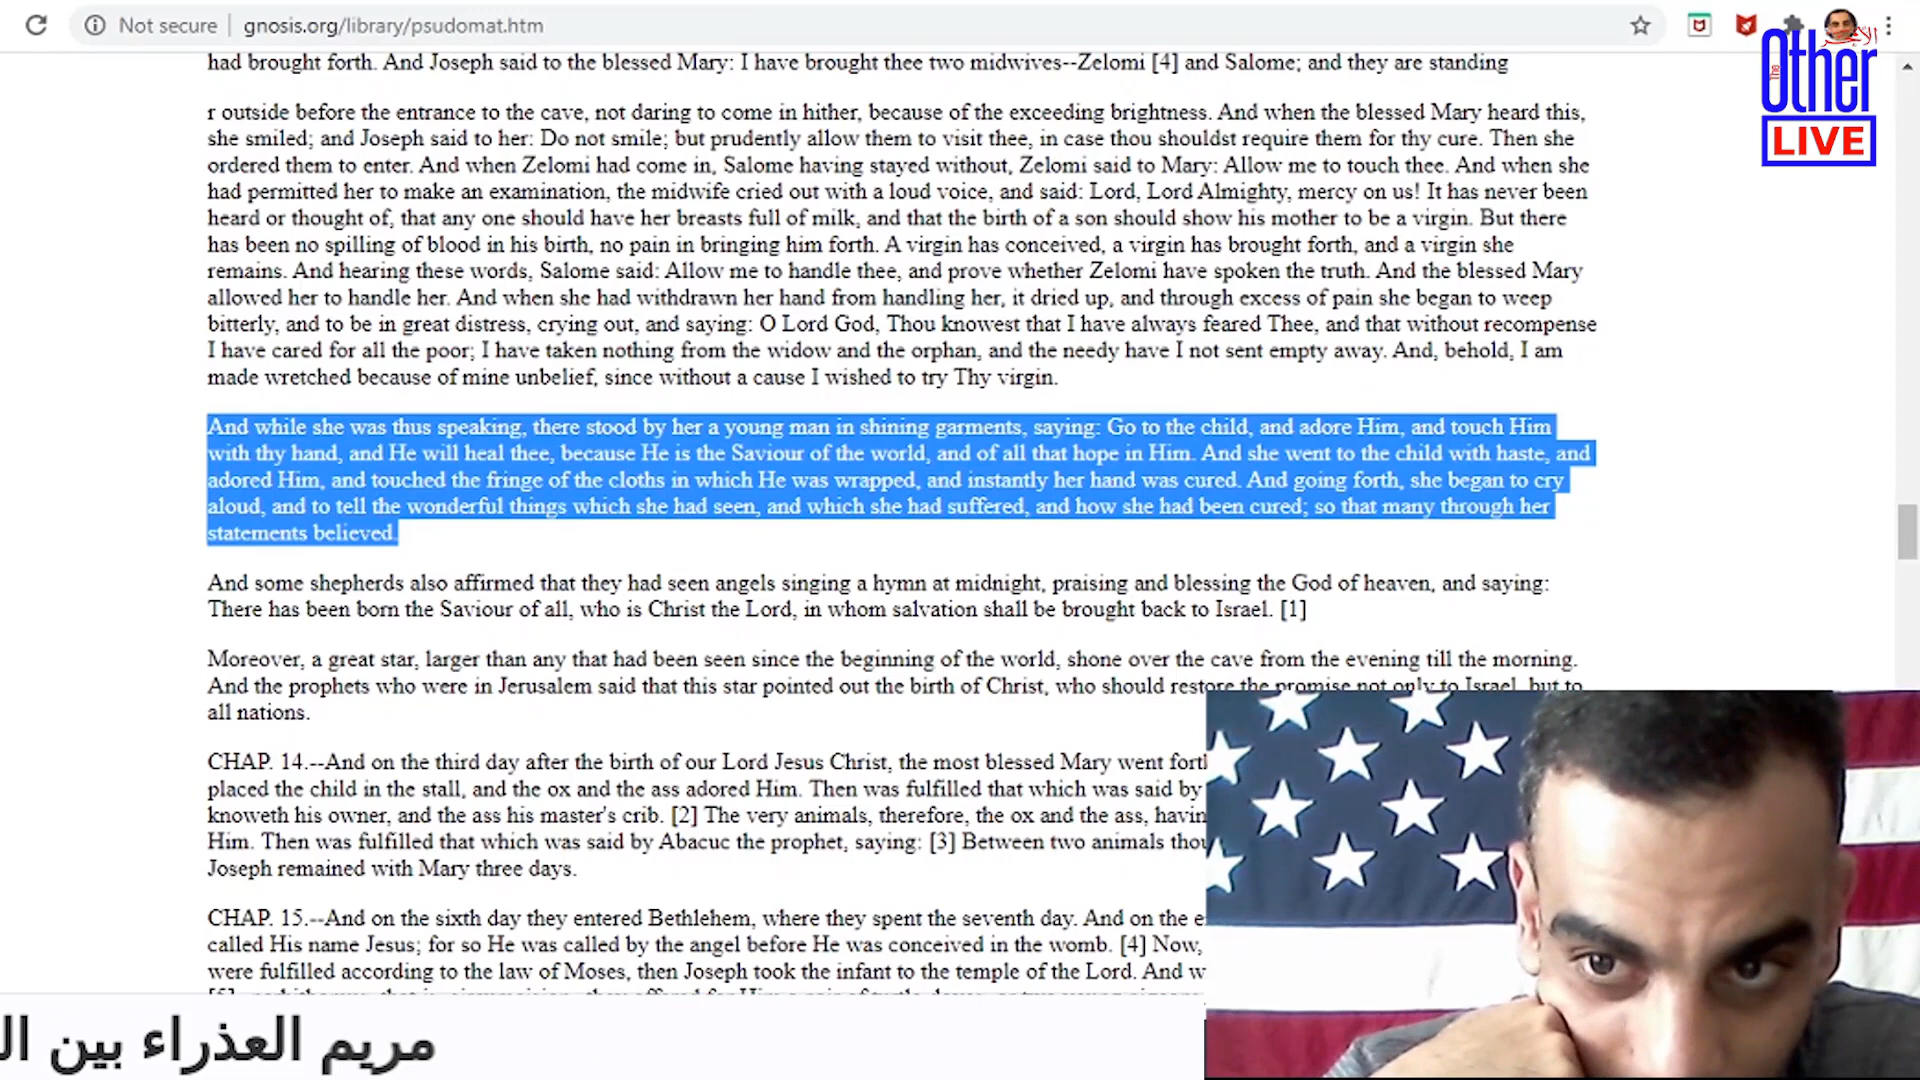 Not secure
gnosis.org/library/psudomat.htm
الآخر
The
Other
LIVE
had brought forth. And Joseph said to the blessed Mary: I have brought thee two midwives--Zelomi [4] and Salome; and they are standing
r outside before the entrance to the cave, not daring to come in hither, because of the exceeding brightness. And when the blessed Mary heard this,
she smiled; and Joseph said to her: Do not smile; but prudently allow them to visit thee, in case thou shouldst require them for thy cure. Then she
ordered them to enter. And when Zelomi had come in, Salome having stayed without, Zelomi said to Mary: Allow me to touch thee. And when she
had permitted her to make an examination, the midwife cried out with a loud voice, and said: Lord, Lord Almighty, mercy on us! It has never been
heard or thought of, that any one should have her breasts full of milk, and that the birth of a son should show his mother to be a virgin. But there
has been no spilling of blood in his birth, no pain in bringing him forth. A virgin has conceived, a virgin has brought forth, and a virgin she
remains. And hearing these words, Salome said: Allow me to handle thee, and prove whether Zelomi have spoken the truth. And the blessed Mary
allowed her to handle her. And when she had withdrawn her hand from handling her, it dried up, and through excess of pain she began to weep
bitterly, and to be in great distress, crying out, and saying: O Lord God, Thou knowest that I have always feared Thee, and that without recompense
I have cared for all the poor; I have taken nothing from the widow and the orphan, and the needy have I not sent empty away. And, behold, I am
made wretched because of mine unbelief, since without a cause I wished to try Thy virgin.
And while she was thus speaking, there stood by her a young man in shining garments, saying: Go to the child, and adore Him, and touch Him
with thy hand, and He will heal thee, because He is the Saviour of the world, and of all that hope in Him. And she went to the child with haste, and
adored Him, and touched the fringe of the cloths in which He was wrapped, and instantly her hand was cured. And going forth, she began to cry
aloud, and to tell the wonderful things which she had seen, and which she had suffered, and how she had been cured; so that many through her
statements believed.
And some shepherds also affirmed that they had seen angels singing a hymn at midnight, praising and blessing the God of heaven, and saying:
There has been born the Saviour of all, who is Christ the Lord, in whom salvation shall be brought back to Israel. [1]
Moreover, a great star, larger than any that had been seen since the beginning of the world, shone over the cave from the evening till the morning.
And the prophets who were in Jerusalem said that this star pointed out the birth of Christ, who should restore the promise not only to Israel, but to
all nations.
CHAP. 14.--And on the third day after the birth of our Lord Jesus Christ, the most blessed Mary went
placed the child in the stall, and the ox and the ass adored Him. Then was fulfilled that which was said by
knoweth his owner, and the ass his master's crib. [2] The very animals, therefore, the ox and the ass,
Him. Then was fulfilled that which was said by Abacuc the prophet, saying: [3] Between two animals
Joseph remained with Mary three days.
CHAP. 15.--And on the sixth day they entered Bethlehem, where they spent the seventh day. And on the
called His name Jesus; for so He was called by the angel before He was conceived in the womb. [4] Now,
were fulfilled according to the law of Moses, then Joseph took the infant to the temple of the Lord. And
مريم العذراء بين